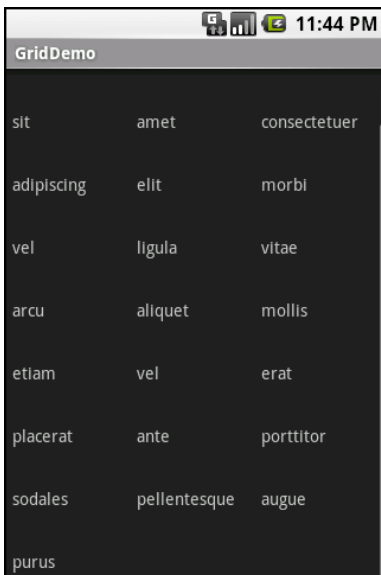 11:44 PM
GridDemo
sit amet consectetuer
adipiscing elit morbi
vel ligula vitae
arcu aliquet mollis
etiam vel erat
placerat ante porttitor
sodales pellentesque augue
purus